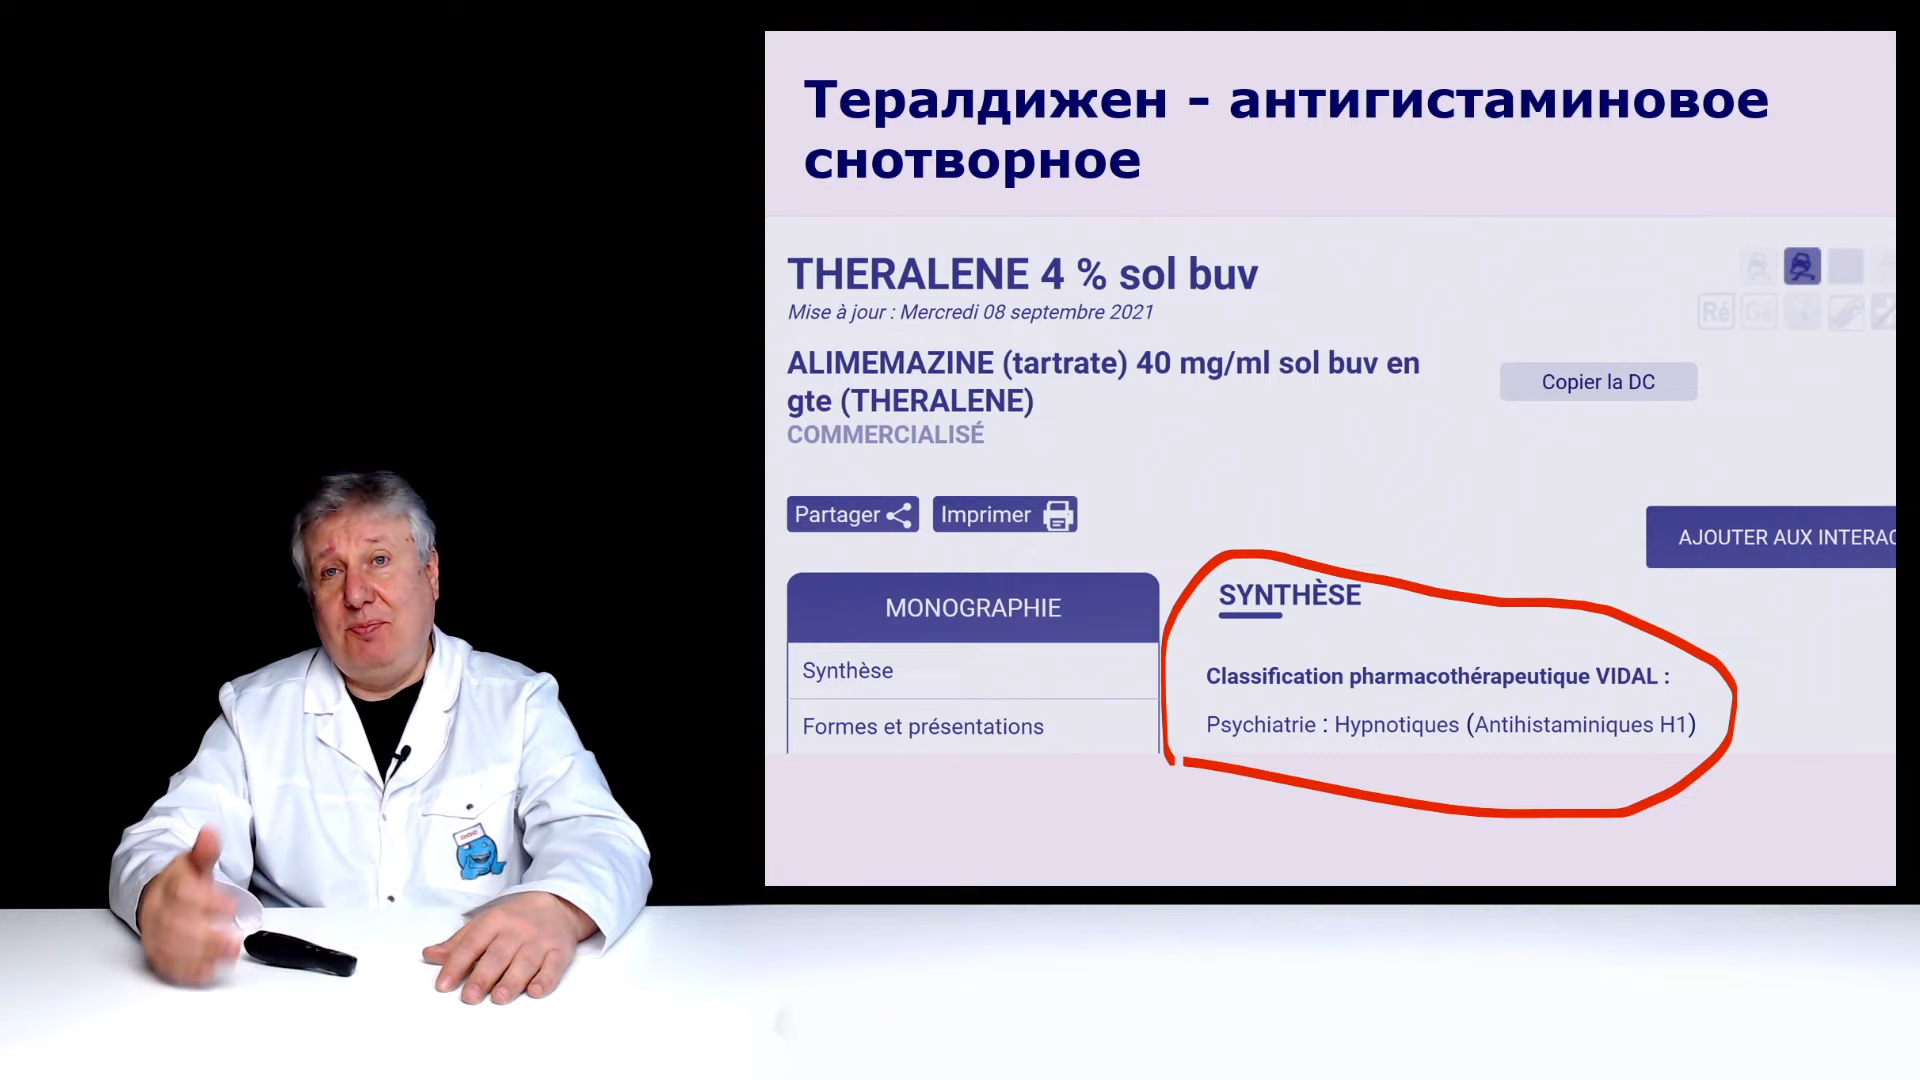 Тералдижен - антигистаминовое
снотворное
THERALENE 4 % sol buv
Mise à jour : Mercredi 08 septembre 2021
ALIMEMAZINE (tartrate) 40 mg/ml sol buv en
gte (THERALENE)
COMMERCIALISÉ
Copier la DC
Ré
Gé
Partager
Imprimer
AJOUTER AUX INTERAC
MONOGRAPHIE
Synthèse
Formes et présentations
SYNTHÈSE
Classification pharmacothérapeutique VIDAL :
Psychiatrie : Hypnotiques (Antihistaminiques H1)